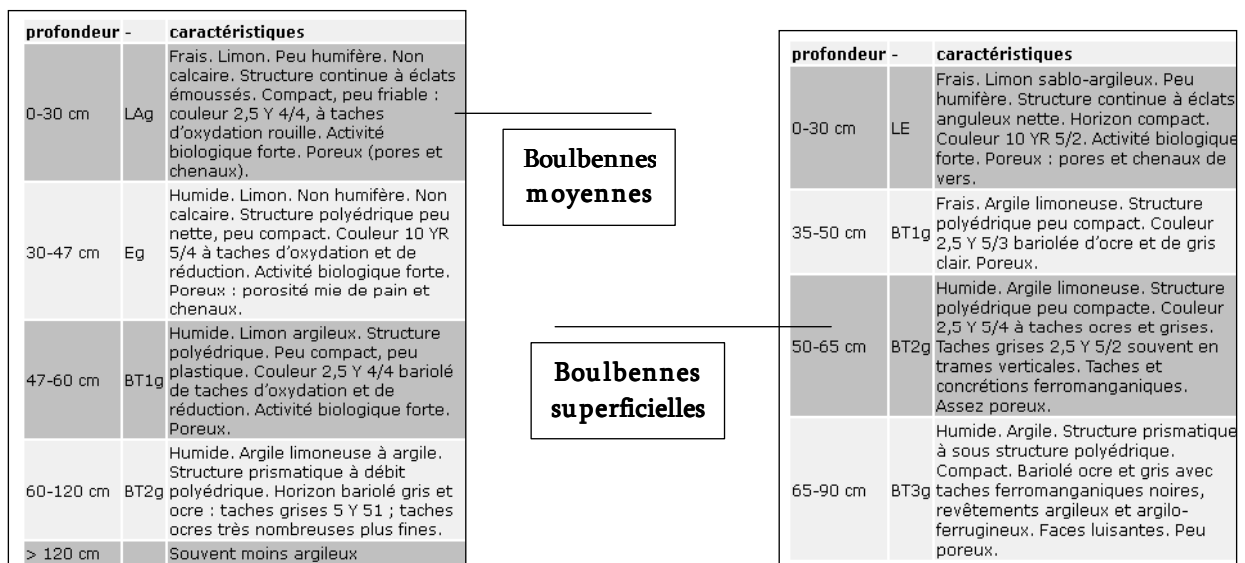 profondeur - caractéristiques
Frais. Limon. Peu humifère. Non
calcaire. Structure continue à éclats
émoussés. Compact, peu friable :
0-30 cm LAg couleur 2,5 Y 4/4, à taches
d'oxydation rouille. Activité
biologique forte. Poreux (pores et
chenaux).
Humide. Limon. Non humifère. Non
calcaire. Structure polyédrique peu
nette, peu compact. Couleur 10 YR
30-47 cm Eg 5/4 à taches d'oxydation et de
réduction. Activité biologique forte.
Poreux : porosité mie de pain et
chenaux.
Humide. Limon argileux. Structure
polyédrique. Peu compact, peu
plastique. Couleur 2,5 Y 4/4 bariolé
47-60 cm BT1g de taches d'oxydation et de
réduction. Activité biologique forte.
Poreux.
Humide. Argile limoneuse à argile.
Structure prismatique à débit
60-120 cm BT2g polyédrique. Horizon bariolé gris et
ocre : taches grises 5 Y 51 ; taches
ocres très nombreuses plus fines.
> 120 cm Souvent moins argileux
Boulbennes
moyennes
Boulbennes
superficielles
profondeur - caractéristiques
Frais. Limon sablo-argileux. Peu
humifère. Structure continue à éclats
0-30 cm LE anguleux nette. Horizon compact.
Couleur 10 YR 5/2. Activité biologique
forte. Poreux : pores et chenaux de
vers.
Frais. Argile limoneuse. Structure
35-50 cm BT1g polyédrique peu compact. Couleur
2,5 Y 5/3 bariolée d'ocre et de gris
clair. Poreux.
Humide. Argile limoneuse. Structure
polyédrique peu compacte. Couleur
2,5 Y 5/4 à taches ocres et grises.
50-65 cm BT2g Taches grises 2,5 Y 5/2 souvent en
trames verticales. Taches et
concrétions ferromanganiques.
Assez poreux.
Humide. Argile. Structure prismatique
à sous structure polyédrique.
Compact. Bariolé ocre et gris avec
65-90 cm BT3g taches ferromanganiques noires,
revêtements argileux et argilo-
ferrugineux. Faces luisantes. Peu
poreux.